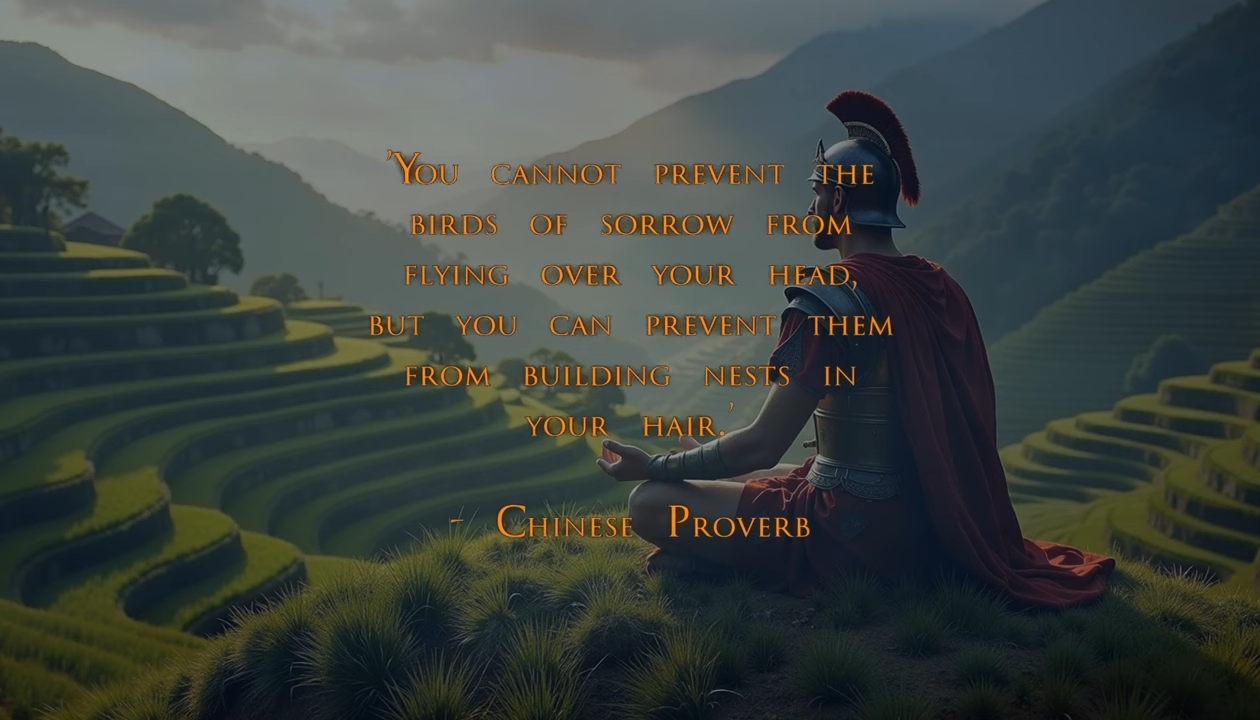 'You cannot prevent the
birds of sorrow from
flying over your head,
but you can prevent them
from building nests in
your hair.'
- Chinese Proverb